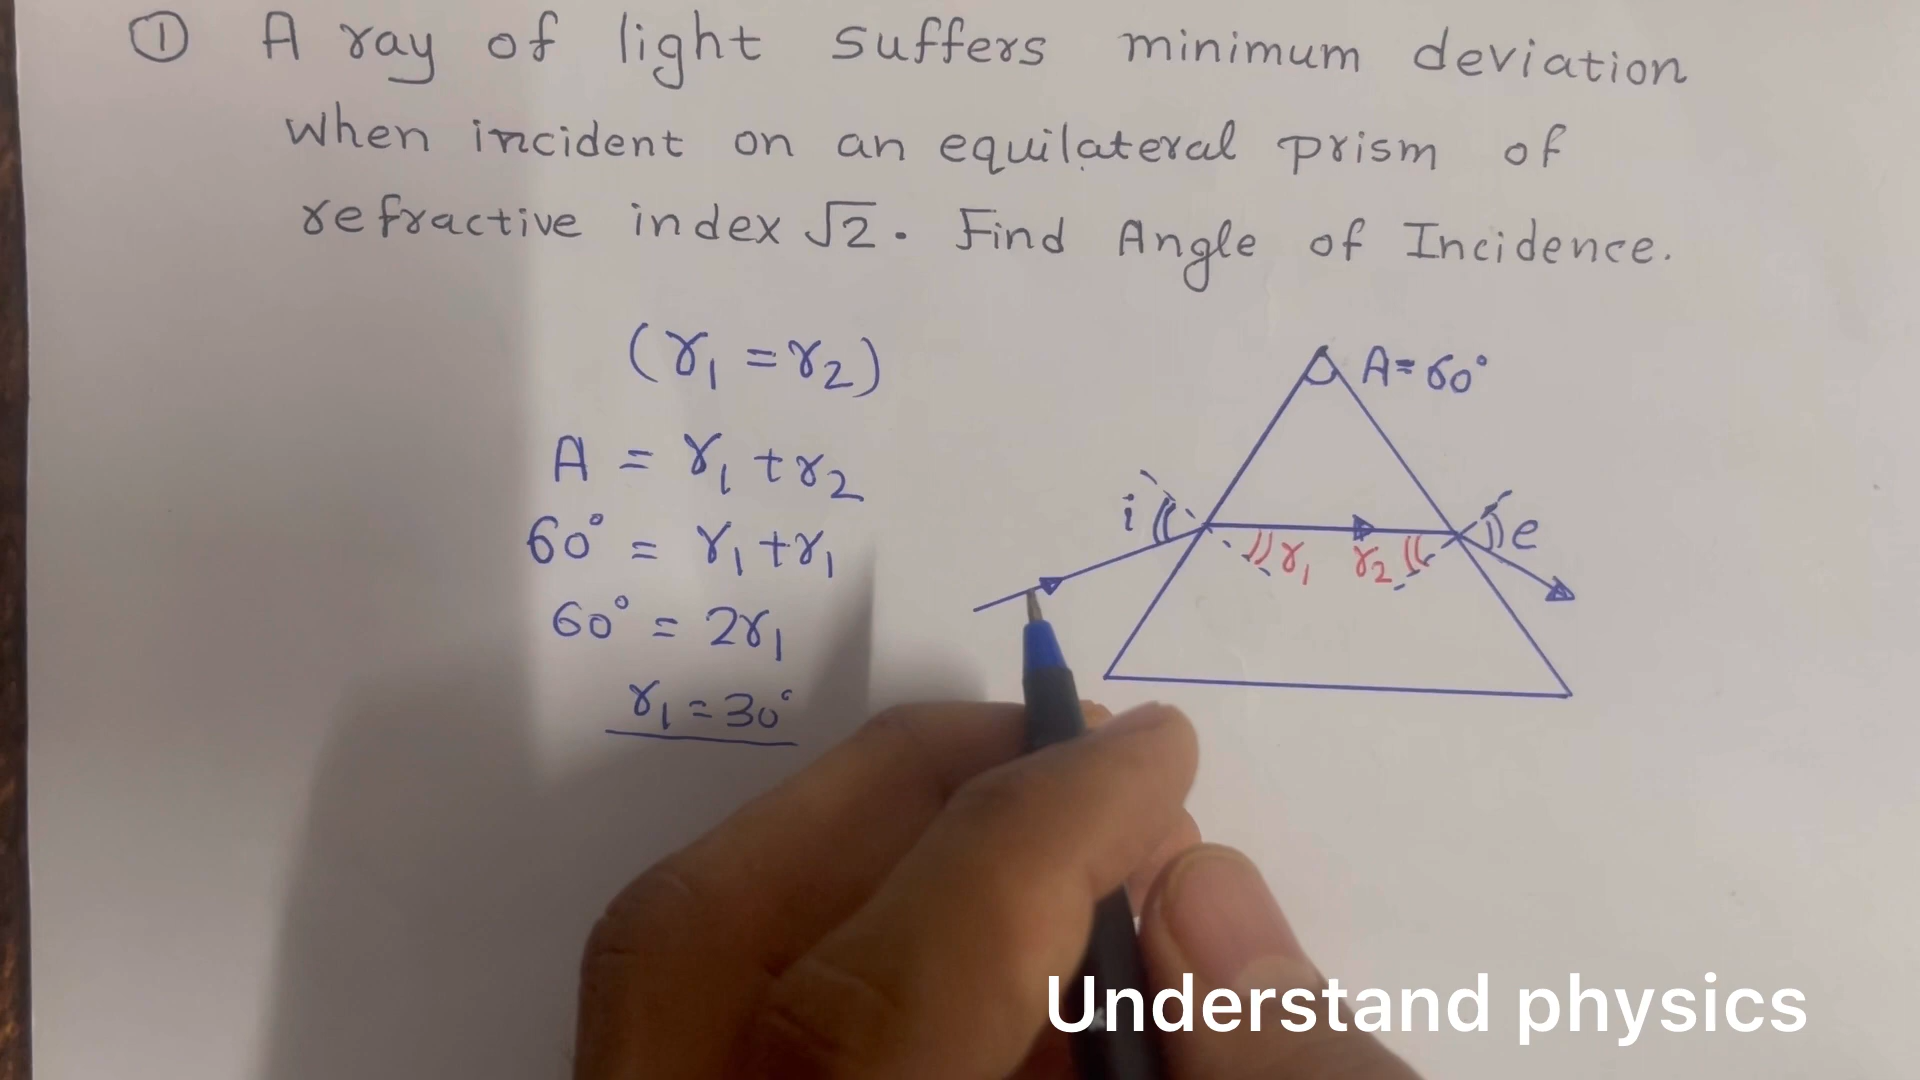 ① A ray of light suffers minimum deviation
when incident on an equilateral prism of
refractive index √2. Find Angle of Incidence.
(r₁ = r₂)
A = r₁ + r₂
60° = r₁ + r₁
60° = 2r₁
r₁ = 30°
A = 60°
i
r₁ r₂
e
Understand physics